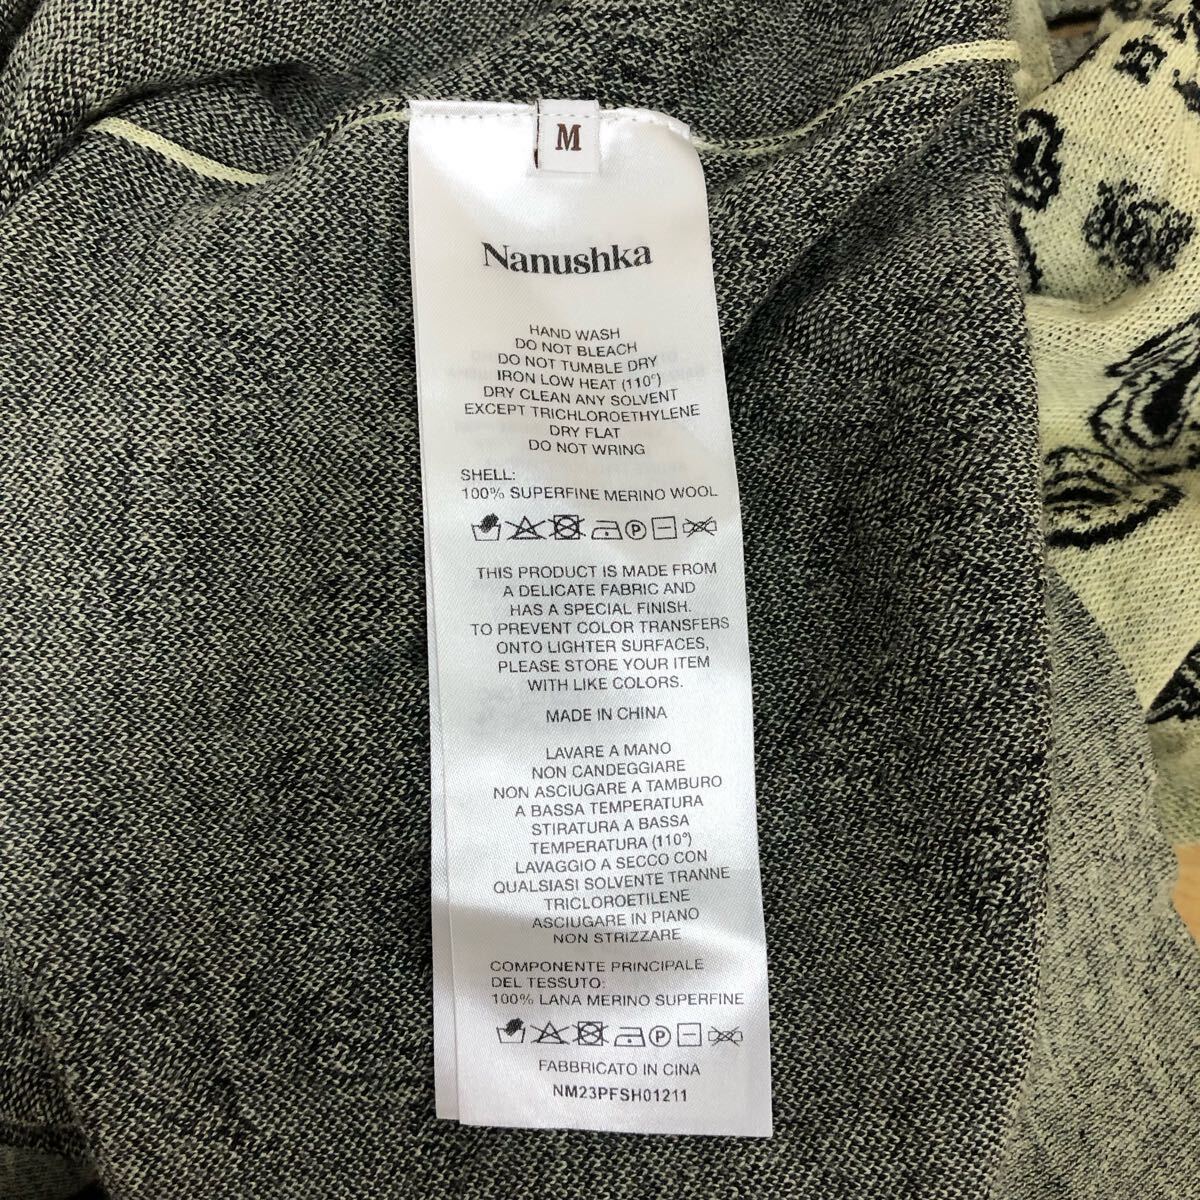 M
Nanushka
HAND WASH
DO NOT BLEACH
DO NOT TUMBLE DRY
IRON LOW HEAT (110°)
DRY CLEAN ANY SOLVENT
EXCEPT TRICHLOROETHYLENE
DRY FLAT
DO NOT WRING
SHELL:
100% SUPERFINE MERINO WOOL
P
THIS PRODUCT IS MADE FROM
A DELICATE FABRIC AND
HAS A SPECIAL FINISH.
TO PREVENT COLOR TRANSFERS
ONTO LIGHTER SURFACES,
PLEASE STORE YOUR ITEM
WITH LIKE COLORS.
MADE IN CHINA
LAVARE A MANO
NON CANDEGGIARE
NON ASCIUGARE A TAMBURO
A BASSA TEMPERATURA
STIRATURA A BASSA
TEMPERATURA (110°)
LAVAGGIO A SECCO CON
QUALSIASI SOLVENTE TRANNE
TRICLOROETILENE
ASCIUGARE IN PIANO
NON STRIZZARE
COMPONENTE PRINCIPALE
DEL TESSUTO:
100% LANA MERINO SUPERFINE
P
FABBRICATO IN CINA
NM23PFSH01211